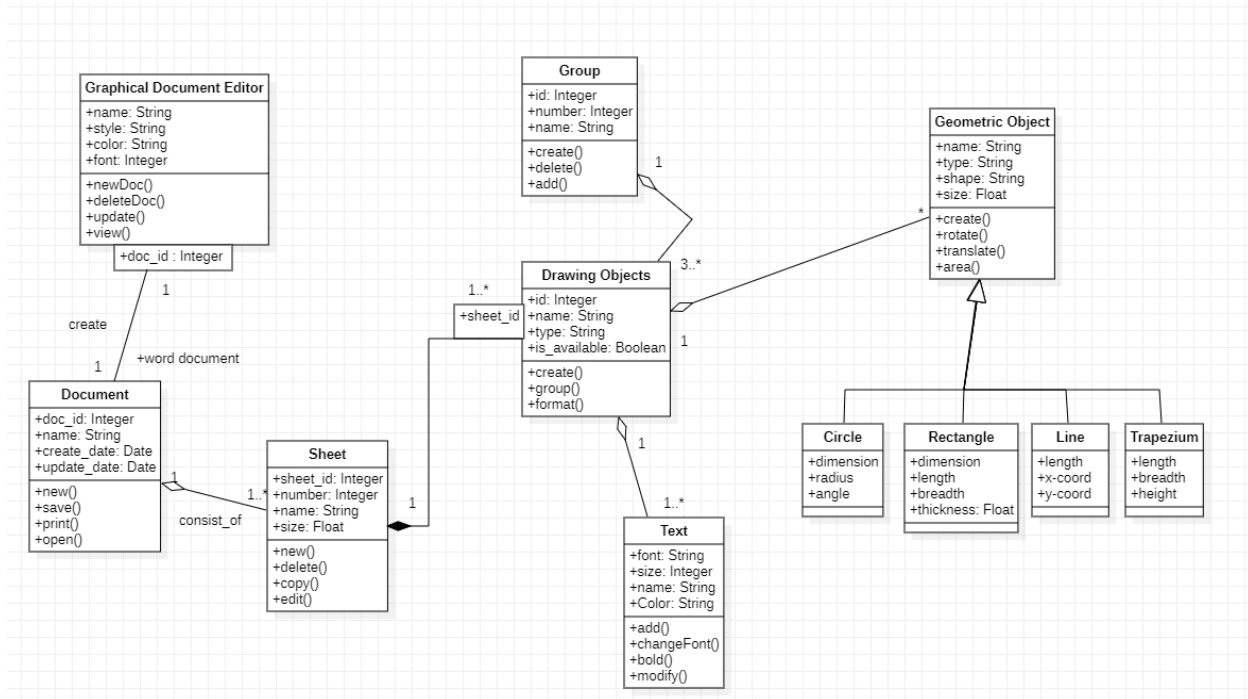 Graphical Document Editor
+name: String
+style: String
+color: String
+font: Integer
+newDoc()
+deleteDoc()
+update()
+view()
+doc_id : Integer
1
create
+word document
1
Document
+doc_id: Integer
+name: String
+create_date: Date
+update_date: Date
+new()
+save()
+print()
+open()
1
1..*
consist_of
Sheet
+sheet_id: Integer
+number: Integer
+name: String
+size: Float
+new()
+delete()
+copy()
+edit()
1
1..*
+sheet_id
Group
+id: Integer
+number: Integer
+name: String
+create()
+delete()
+add()
1
3..*
Drawing Objects
+id: Integer
+name: String
+type: String
+is_available: Boolean
+create()
+group()
+format()
1
*
1
1..*
Text
+font: String
+size: Integer
+name: String
+Color: String
+add()
+changeFont()
+bold()
+modify()
Geometric Object
+name: String
+type: String
+shape: String
+size: Float
+create()
+rotate()
+translate()
+area()
Circle
+dimension
+radius
+angle
Rectangle
+dimension
+length
+breadth
+thickness: Float
Line
+length
+x-coord
+y-coord
Trapezium
+length
+breadth
+height